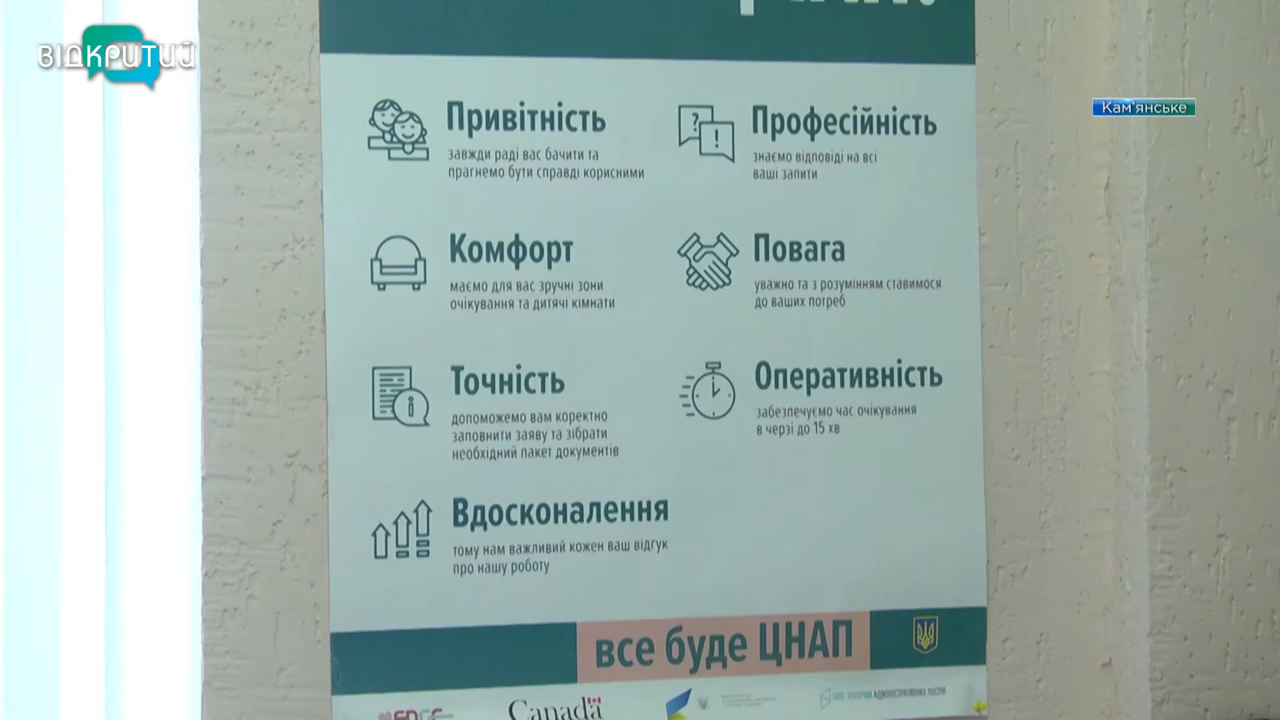 ВІДКРИТИЙ
Кам'янське
Привітність
завжди раді вас бачити та
прагнемо бути справді корисними
Професійність
знаємо відповіді на всі
ваші запити
Комфорт
маємо для вас зручні зони
очікування та дитячі кімнати
Повага
уважно та з розумінням ставимося
до ваших потреб
Точність
допоможемо вам коректно
заповнити заяву та зібрати
необхідний пакет документів
Оперативність
забезпечуємо час очікування
в черзі до 15 хв
Вдосконалення
тому нам важливий кожен ваш відгук
про нашу роботу
все буде ЦНАП
Canada
АДМІНІСТРАТИВНИХ ПОСЛУГ